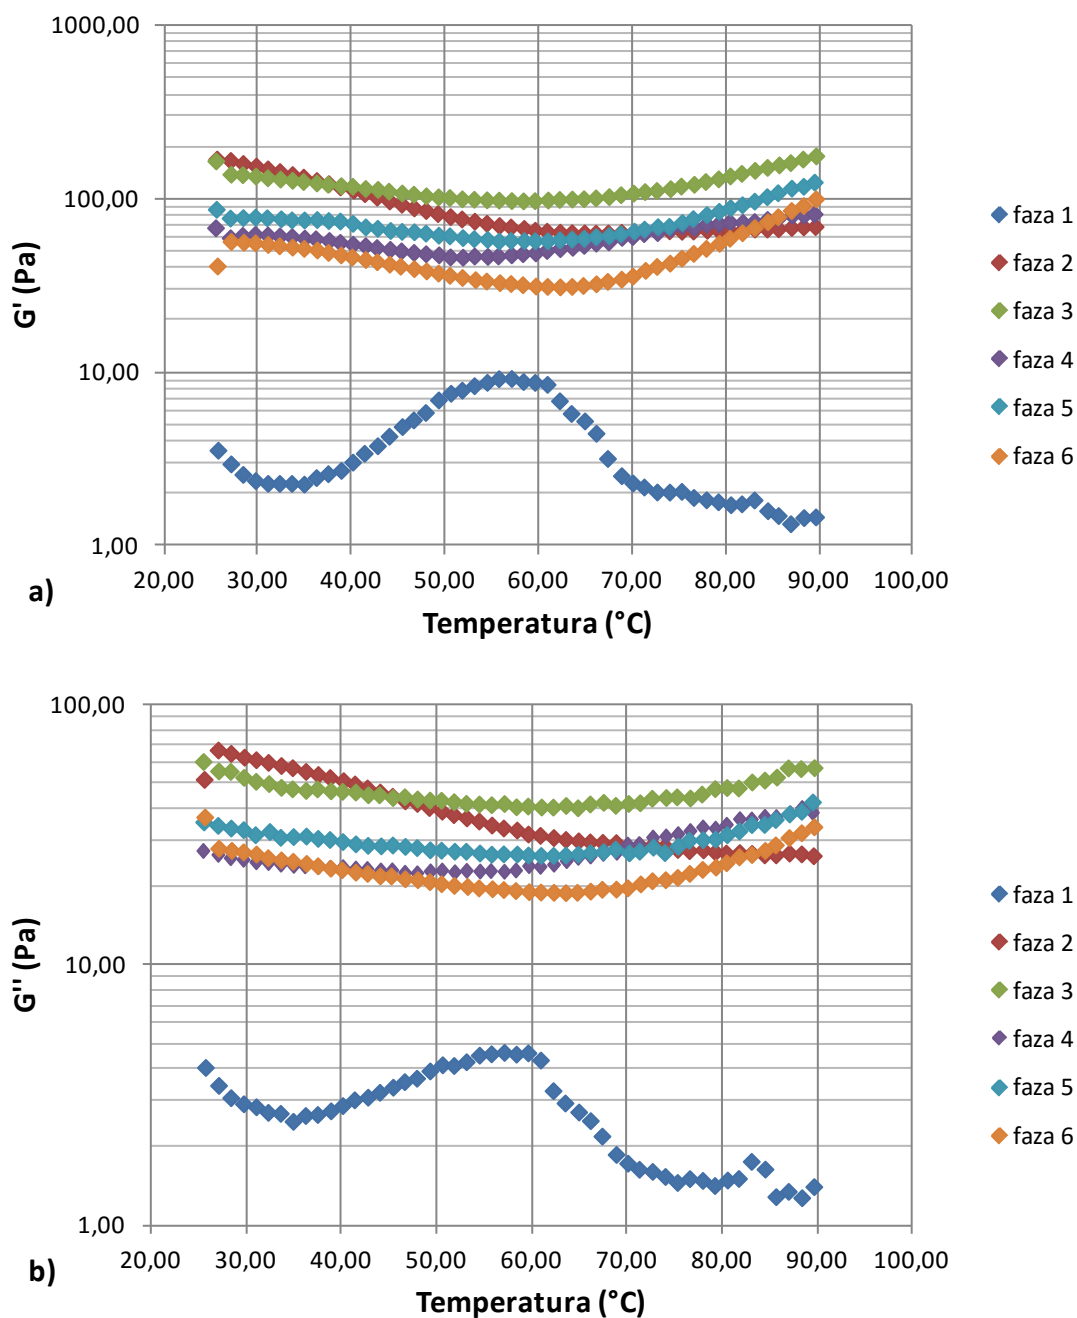 1000,00
100,00
10,00
1,00
G' (Pa)
20,00 30,00 40,00 50,00 60,00 70,00 80,00 90,00 100,00
a)
Temperatura (°C)
faza 1
faza 2
faza 3
faza 4
faza 5
faza 6
100,00
10,00
1,00
G'' (Pa)
20,00 30,00 40,00 50,00 60,00 70,00 80,00 90,00 100,00
b)
Temperatura (°C)
faza 1
faza 2
faza 3
faza 4
faza 5
faza 6